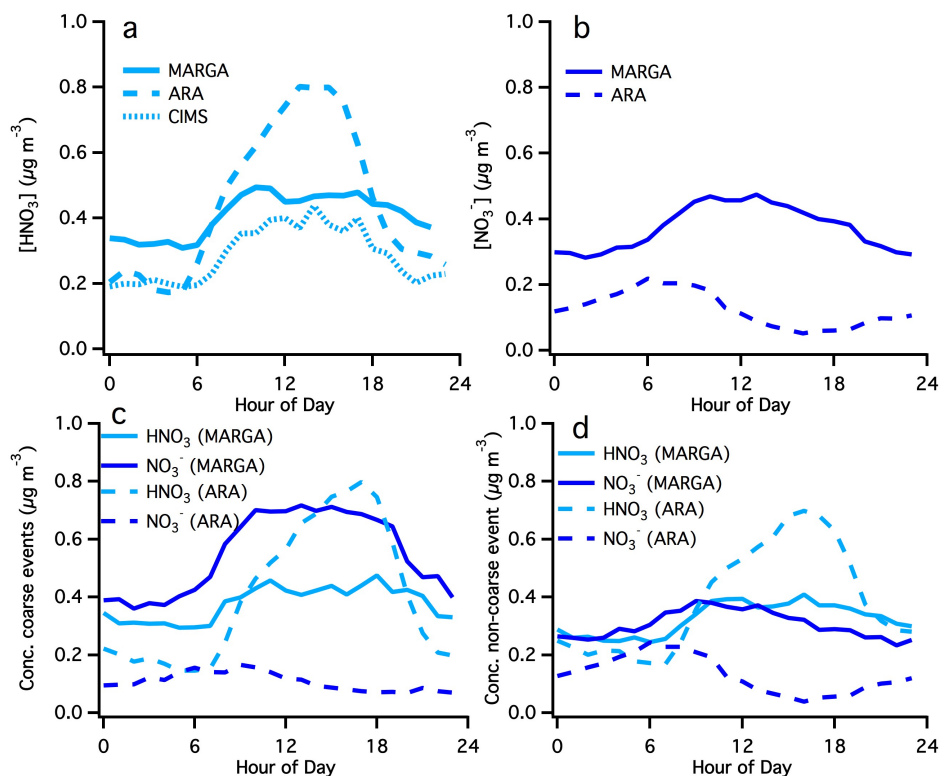 a
1.0
0.8
0.6
0.4
0.2
0.0
[HNO₃] (µg m⁻³)
MARGA
ARA
CIMS
0 6 12 18 24
Hour of Day
b
1.0
0.8
0.6
0.4
0.2
0.0
[NO₃⁻] (µg m⁻³)
MARGA
ARA
0 6 12 18 24
Hour of Day
c
1.0
0.8
0.6
0.4
0.2
0.0
Conc. coarse events (µg m⁻³)
HNO₃ (MARGA)
NO₃⁻ (MARGA)
HNO₃ (ARA)
NO₃⁻ (ARA)
0 6 12 18 24
Hour of Day
d
1.0
0.8
0.6
0.4
0.2
0.0
Conc. non-coarse event (µg m⁻³)
HNO₃ (MARGA)
NO₃⁻ (MARGA)
HNO₃ (ARA)
NO₃⁻ (ARA)
0 6 12 18 24
Hour of Day